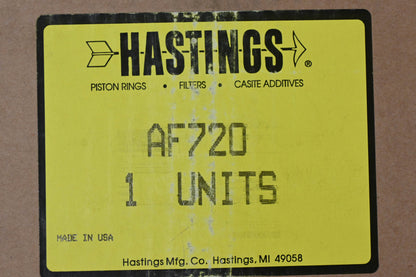 HASTINGS®
PISTON RINGS • FILTERS • CASITE ADDITIVES
AF720
1 UNITS
MADE IN USA
Hastings Mfg. Co. Hastings, MI 49058